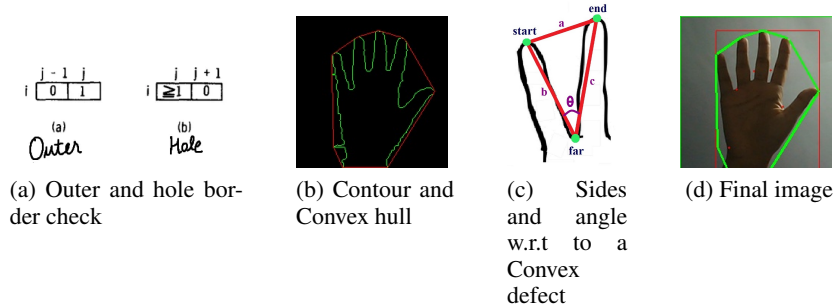 j - 1 j
i 0 1
(a)
Outer
j j + 1
i ≧1 0
(b)
Hole
(a) Outer and hole bor-
der check
(b) Contour and
Convex hull
end
start
a
b
c
θ
far
(c) Sides
and angle
w.r.t to a
Convex
defect
(d) Final image